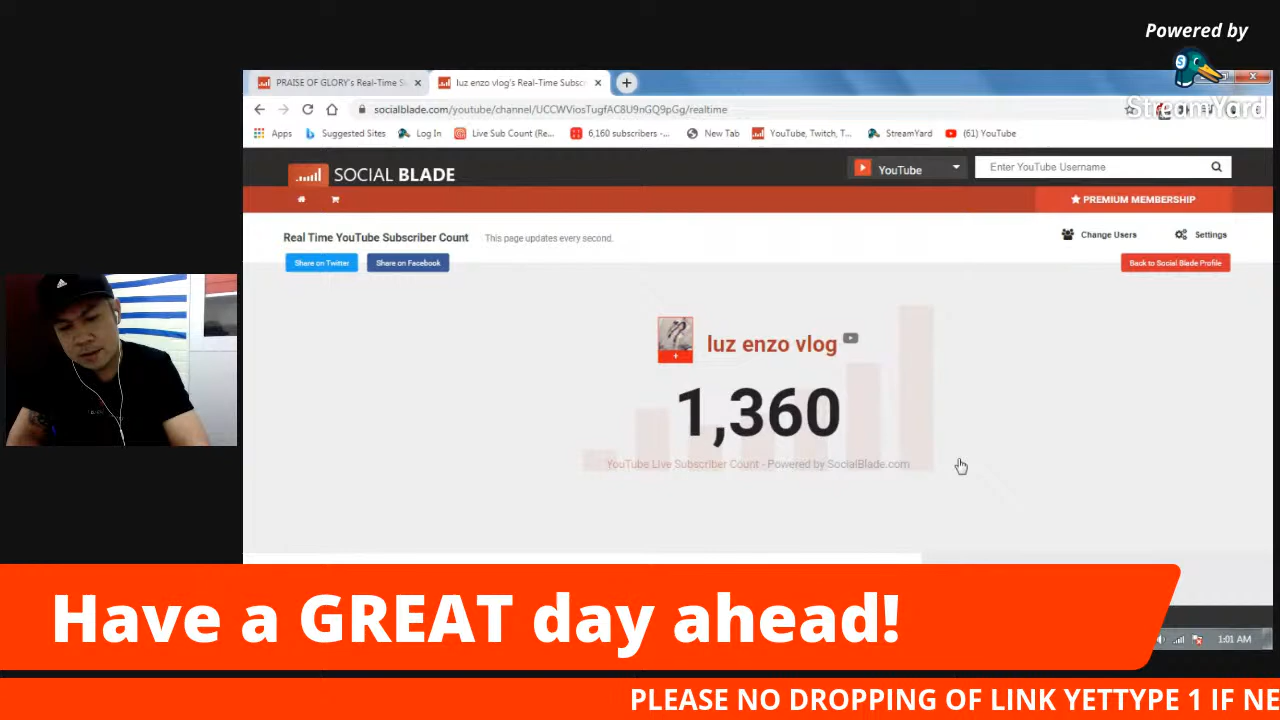 Powered by
StreamYard
PRAISE OF GLORY's Real-Time S
luz enzo vlog's Real-Time Subsc
socialblade.com/youtube/channel/UCCWViosTugfAC8U9nGQ9pGg/realtime
Apps Suggested Sites Log In Live Sub Count (Re... 6,160 subscribers -... New Tab YouTube, Twitch, T... StreamYard (61) YouTube
SOCIAL BLADE
YouTube
Enter YouTube Username
PREMIUM MEMBERSHIP
Real Time YouTube Subscriber Count This page updates every second.
Change Users Settings
Share on Twitter Share on Facebook
Back to Social Blade Profile
luz enzo vlog
1,360
YouTube Live Subscriber Count - Powered by SocialBlade.com
Have a GREAT day ahead!
1:01 AM
PLEASE NO DROPPING OF LINK YETTYPE 1 IF NE